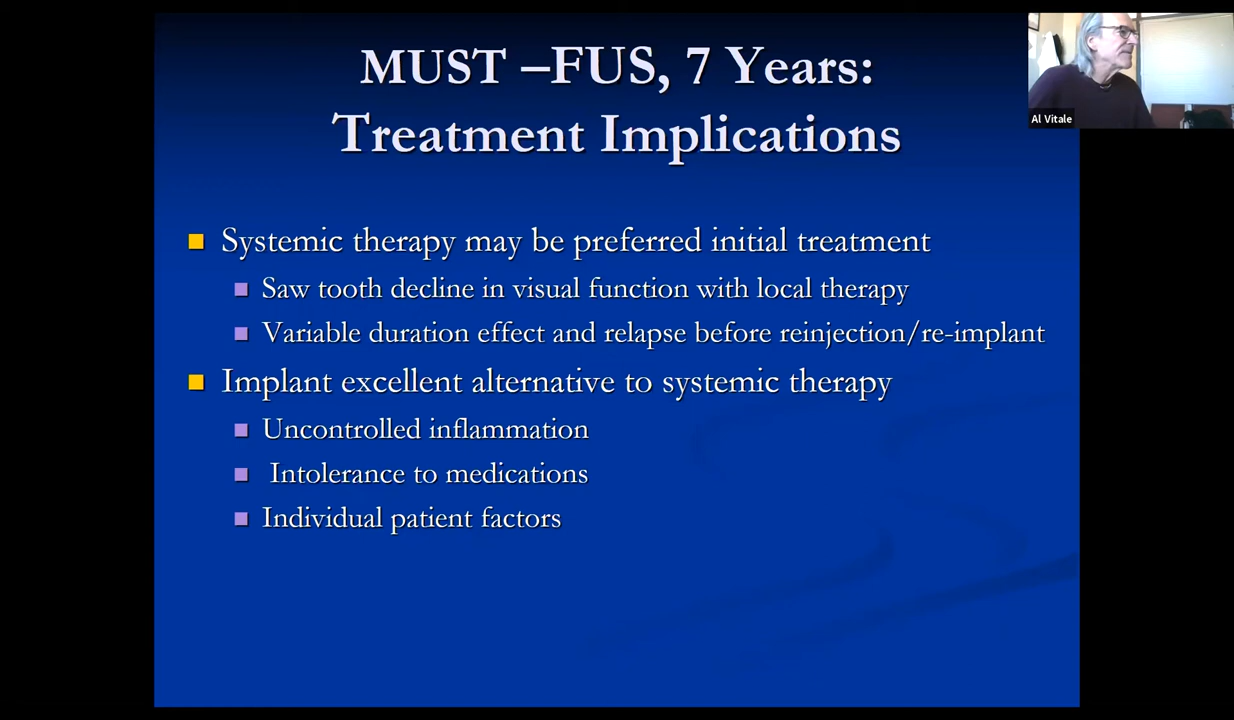 MUST –FUS, 7 Years:
Treatment Implications
Al Vitale
Systemic therapy may be preferred initial treatment
Saw tooth decline in visual function with local therapy
Variable duration effect and relapse before reinjection/re-implant
Implant excellent alternative to systemic therapy
Uncontrolled inflammation
Intolerance to medications
Individual patient factors